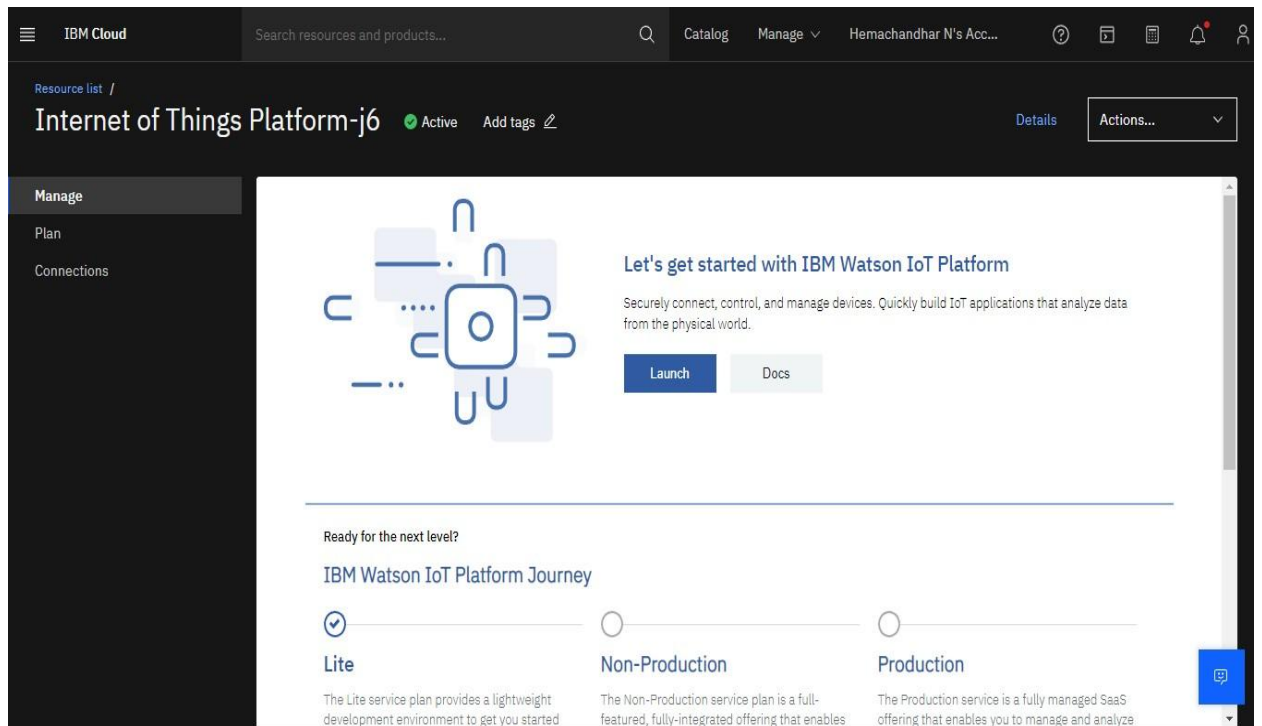 IBM Cloud
Search resources and products...
Catalog
Manage
Hemachandhar N's Acc...
Resource list /
Internet of Things Platform-j6
Active
Add tags
Details
Actions...
Manage
Plan
Connections
Let's get started with IBM Watson IoT Platform
Securely connect, control, and manage devices. Quickly build IoT applications that analyze data
from the physical world.
Launch
Docs
Ready for the next level?
IBM Watson IoT Platform Journey
Lite
Non-Production
Production
The Lite service plan provides a lightweight
development environment to get you started
The Non-Production service plan is a full-
featured, fully-integrated offering that enables
The Production service is a fully managed SaaS
offering that enables you to manage and analyze